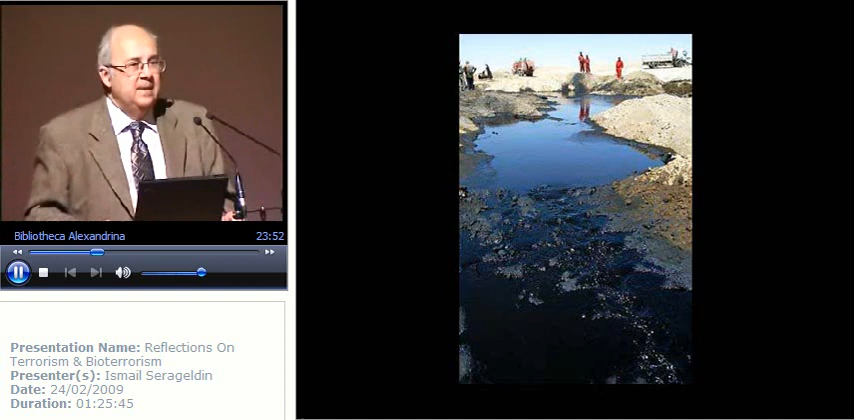 Bibliotheca Alexandrina 23:52
Presentation Name: Reflections On
Terrorism & Bioterrorism
Presenter(s): Ismail Serageldin
Date: 24/02/2009
Duration: 01:25:45